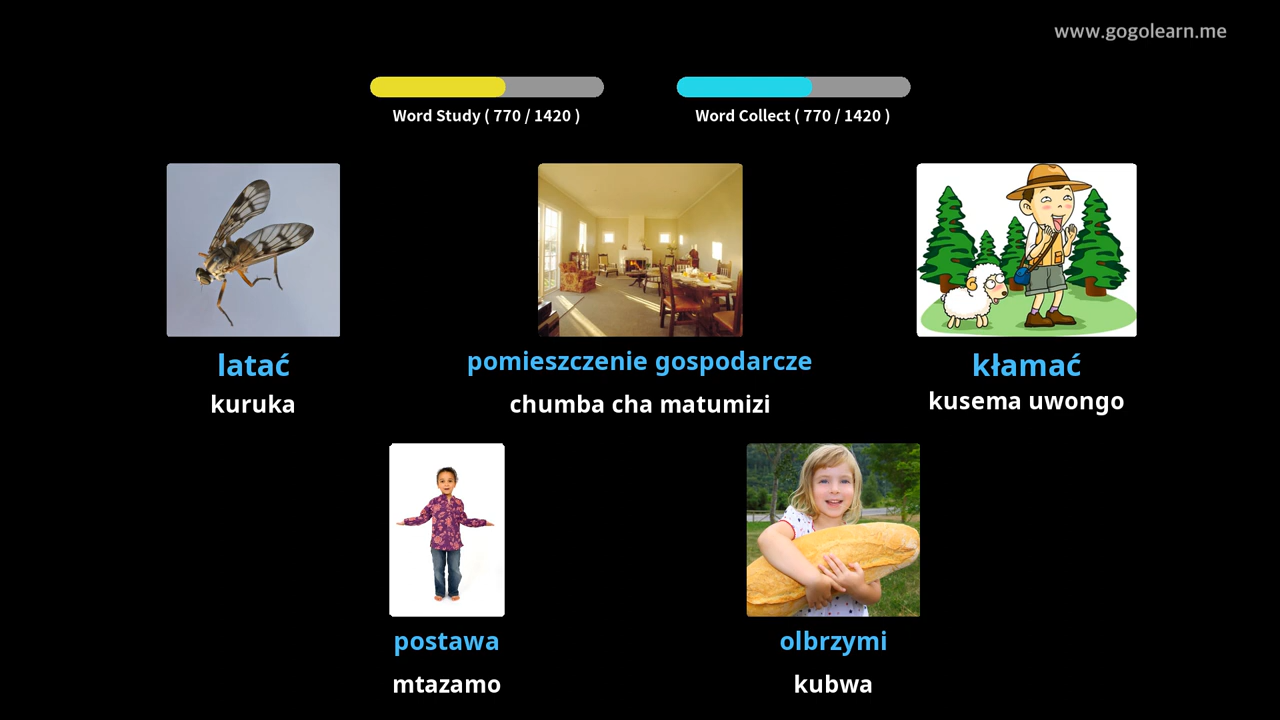 www.gogolearn.me
Word Study ( 770 / 1420 )
Word Collect ( 770 / 1420 )
latać
kuruka
pomieszczenie gospodarcze
chumba cha matumizi
kłamać
kusema uwongo
postawa
mtazamo
olbrzymi
kubwa